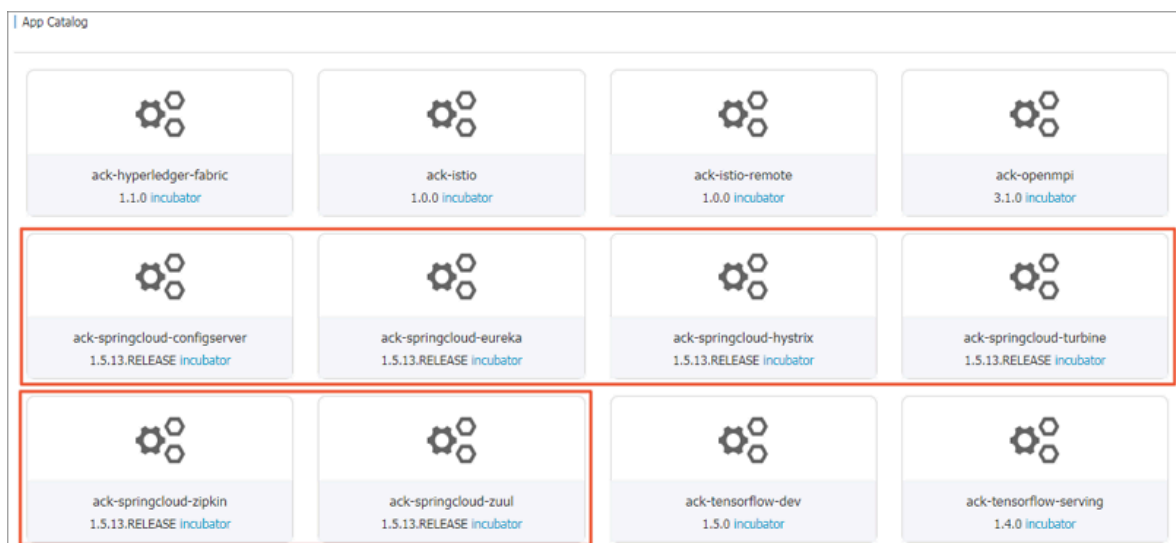 App Catalog
ack-hyperledger-fabric
1.1.0 incubator
ack-istio
1.0.0 incubator
ack-istio-remote
1.0.0 incubator
ack-openmpi
3.1.0 incubator
ack-springcloud-configserver
1.5.13.RELEASE incubator
ack-springcloud-eureka
1.5.13.RELEASE incubator
ack-springcloud-hystrix
1.5.13.RELEASE incubator
ack-springcloud-turbine
1.5.13.RELEASE incubator
ack-springcloud-zipkin
1.5.13.RELEASE incubator
ack-springcloud-zuul
1.5.13.RELEASE incubator
ack-tensorflow-dev
1.5.0 incubator
ack-tensorflow-serving
1.4.0 incubator